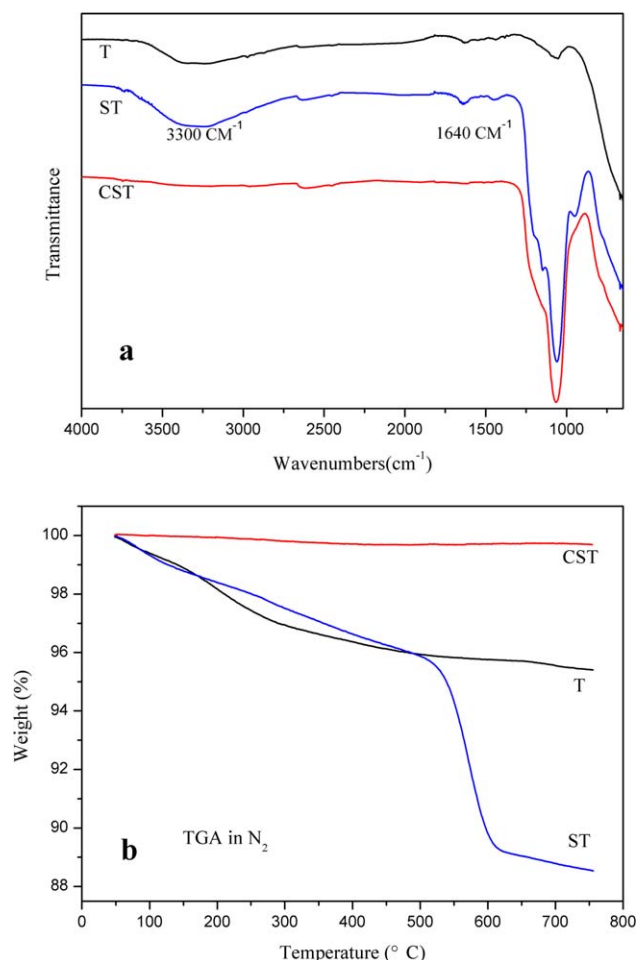 T
ST
3300 CM⁻¹
1640 CM⁻¹
CST
Transmittance
a
4000 3500 3000 2500 2000 1500 1000
Wavenumbers(cm⁻¹)
100
98
96
94
92
90
88
CST
T
ST
Weight (%)
b
TGA in N₂
0 100 200 300 400 500 600 700 800
Temperature (° C)